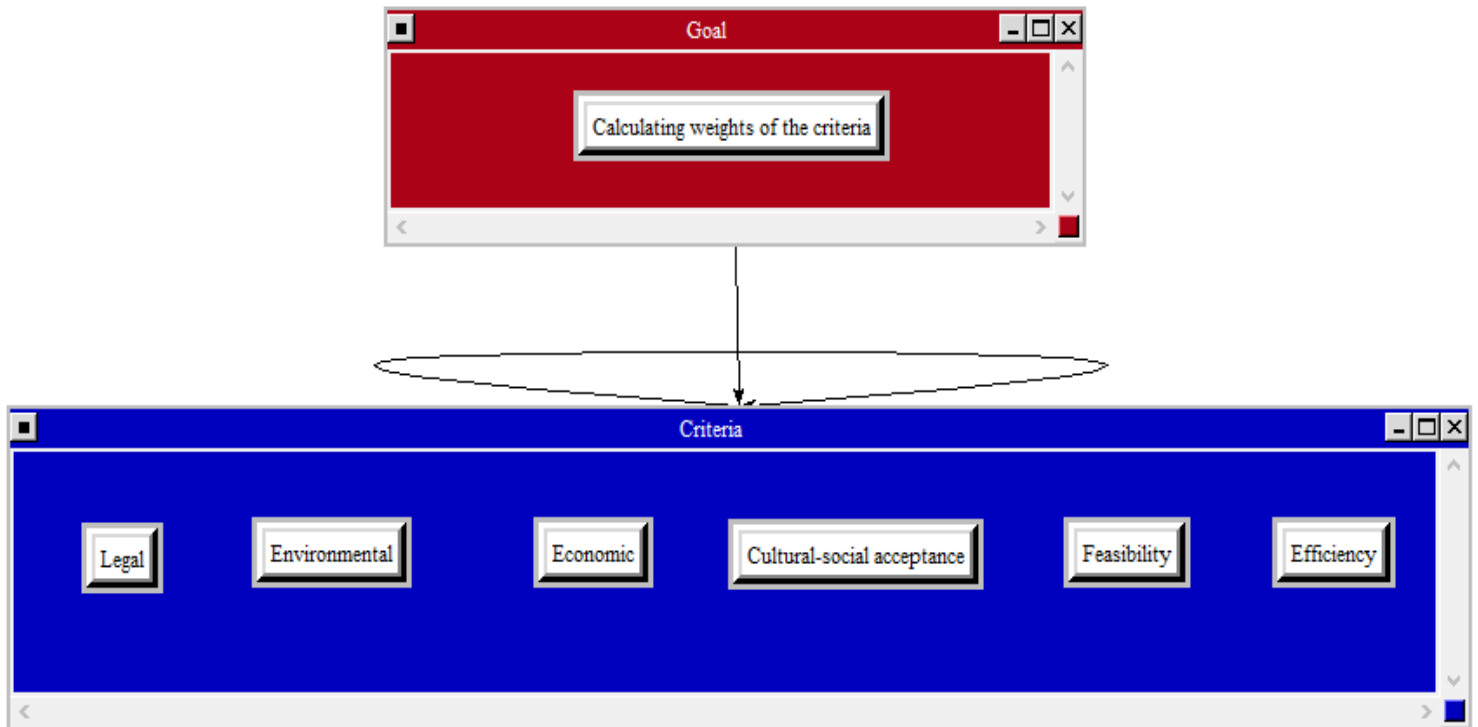 Goal
Calculating weights of the criteria
Criteria
Legal
Environmental
Economic
Cultural-social acceptance
Feasibility
Efficiency